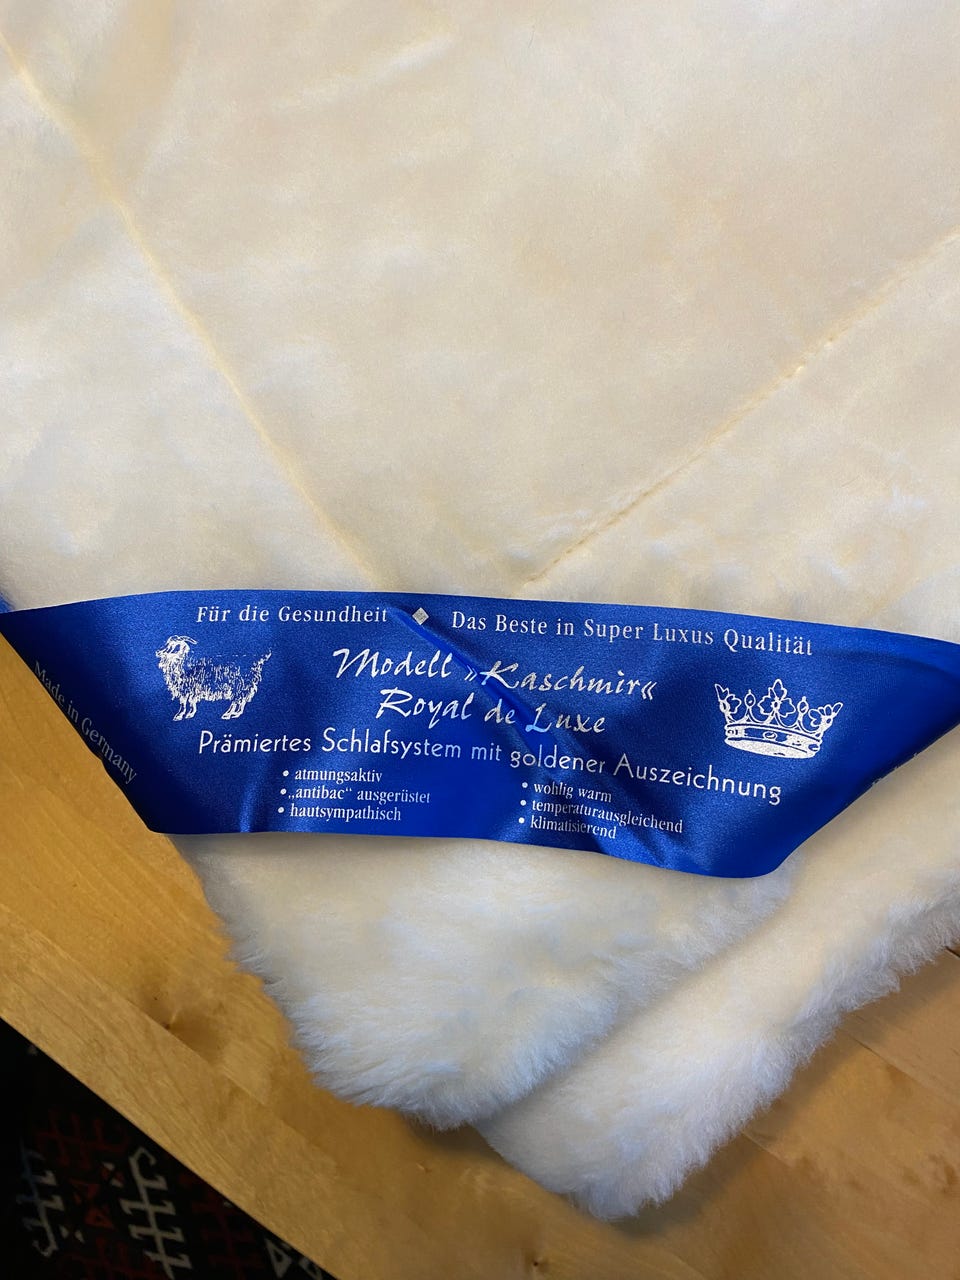 Für die Gesundheit ◆ Das Beste in Super Luxus Qualität
Modell »Kaschmir«
Royal de Luxe
Prämiertes Schlafsystem mit goldener Auszeichnung
• atmungsaktiv
• „antibac“ ausgerüstet
• hautsympathisch
• wohlig warm
• temperaturausgleichend
• klimatisierend
Made in Germany